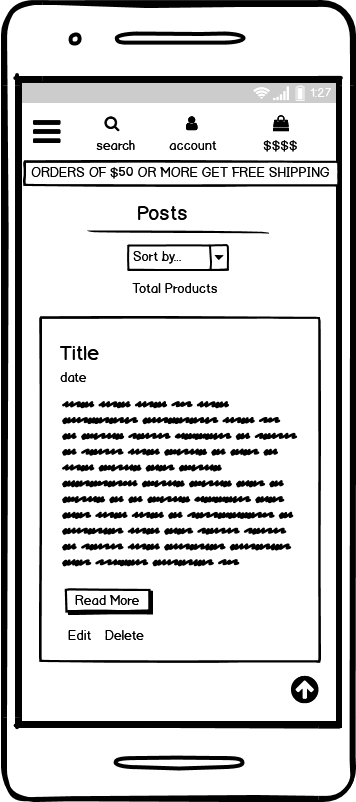 1:27
search account $$$$
ORDERS OF $50 OR MORE GET FREE SHIPPING
Posts
Sort by...
Total Products
Title
date
Read More
Edit Delete